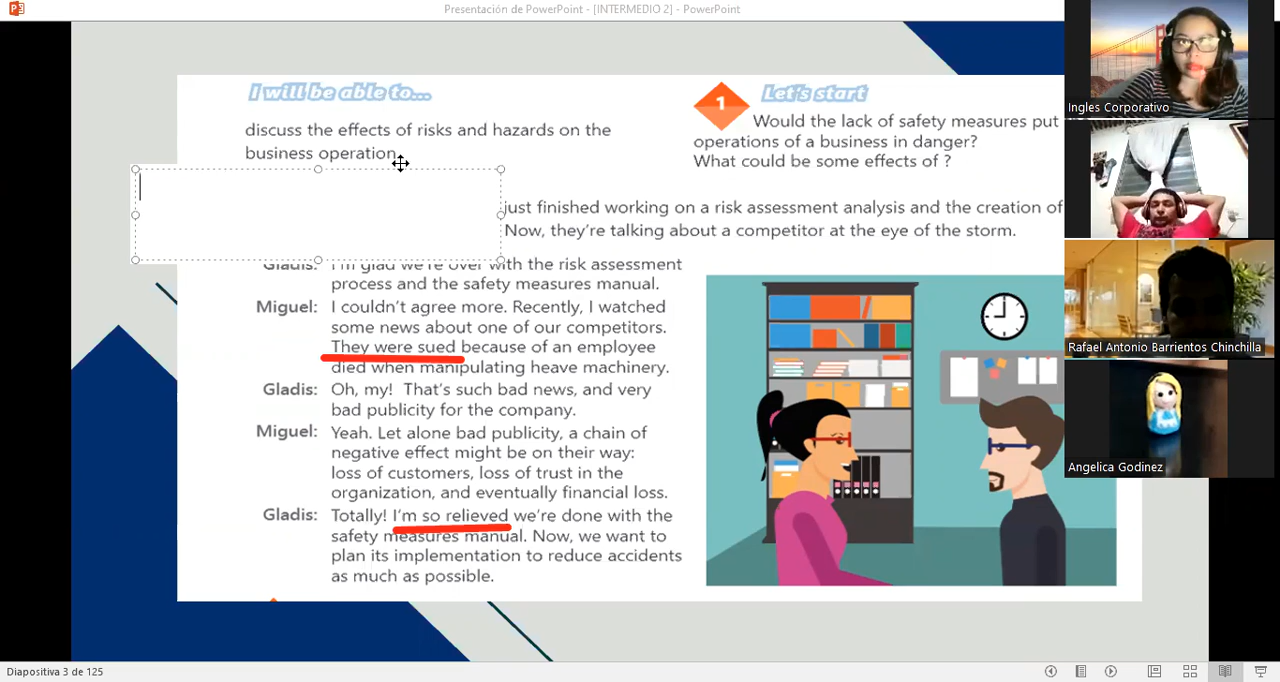 Presentación de PowerPoint - [INTERMEDIO 2] - PowerPoint
I will be able to...
discuss the effects of risks and hazards on the
business operation.
1
Let's start
Would the lack of safety measures put
operations of a business in danger?
What could be some effects of ?
just finished working on a risk assessment analysis and the creation of
Now, they're talking about a competitor at the eye of the storm.
Gladis: I'm glad we're over with the risk assessment
process and the safety measures manual.
Miguel: I couldn't agree more. Recently, I watched
some news about one of our competitors.
They were sued because of an employee
died when manipulating heave machinery.
Gladis: Oh, my! That's such bad news, and very
bad publicity for the company.
Miguel: Yeah. Let alone bad publicity, a chain of
negative effect might be on their way:
loss of customers, loss of trust in the
organization, and eventually financial loss.
Gladis: Totally! I'm so relieved we're done with the
safety measures manual. Now, we want to
plan its implementation to reduce accidents
as much as possible.
Ingles Corporativo
Rafael Antonio Barrientos Chinchilla
Angelica Godinez
Diapositiva 3 de 125